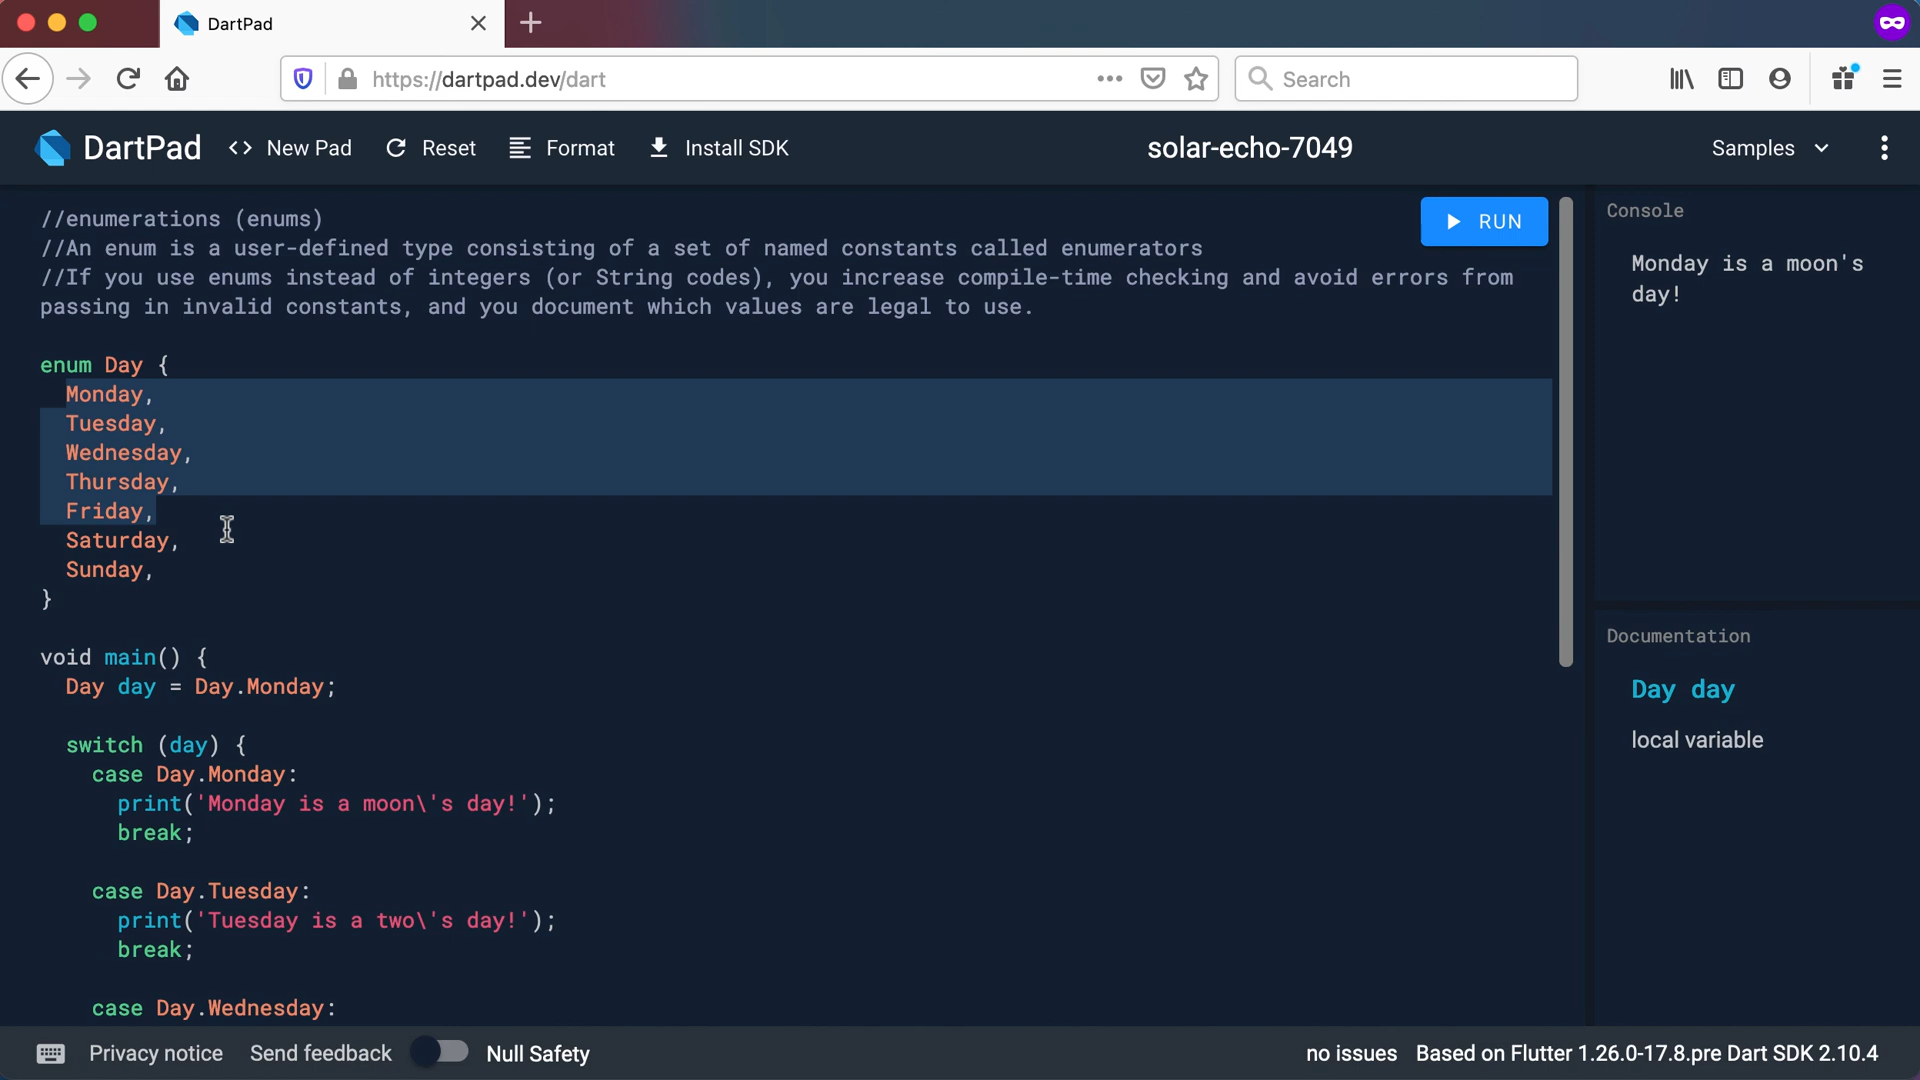 DartPad
https://dartpad.dev/dart
Search
DartPad
<> New Pad
Reset
Format
Install SDK
solar-echo-7049
Samples
//enumerations (enums)
//An enum is a user-defined type consisting of a set of named constants called enumerators
//If you use enums instead of integers (or String codes), you increase compile-time checking and avoid errors from
passing in invalid constants, and you document which values are legal to use.
enum Day {
Monday,
Tuesday,
Wednesday,
Thursday,
Friday,
Saturday,
Sunday,
}
void main() {
Day day = Day.Monday;
switch (day) {
case Day.Monday:
print('Monday is a moon\'s day!');
break;
case Day.Tuesday:
print('Tuesday is a two\'s day!');
break;
case Day.Wednesday:
RUN
Console
Monday is a moon's
day!
Documentation
Day day
local variable
Privacy notice
Send feedback
Null Safety
no issues
Based on Flutter 1.26.0-17.8.pre Dart SDK 2.10.4